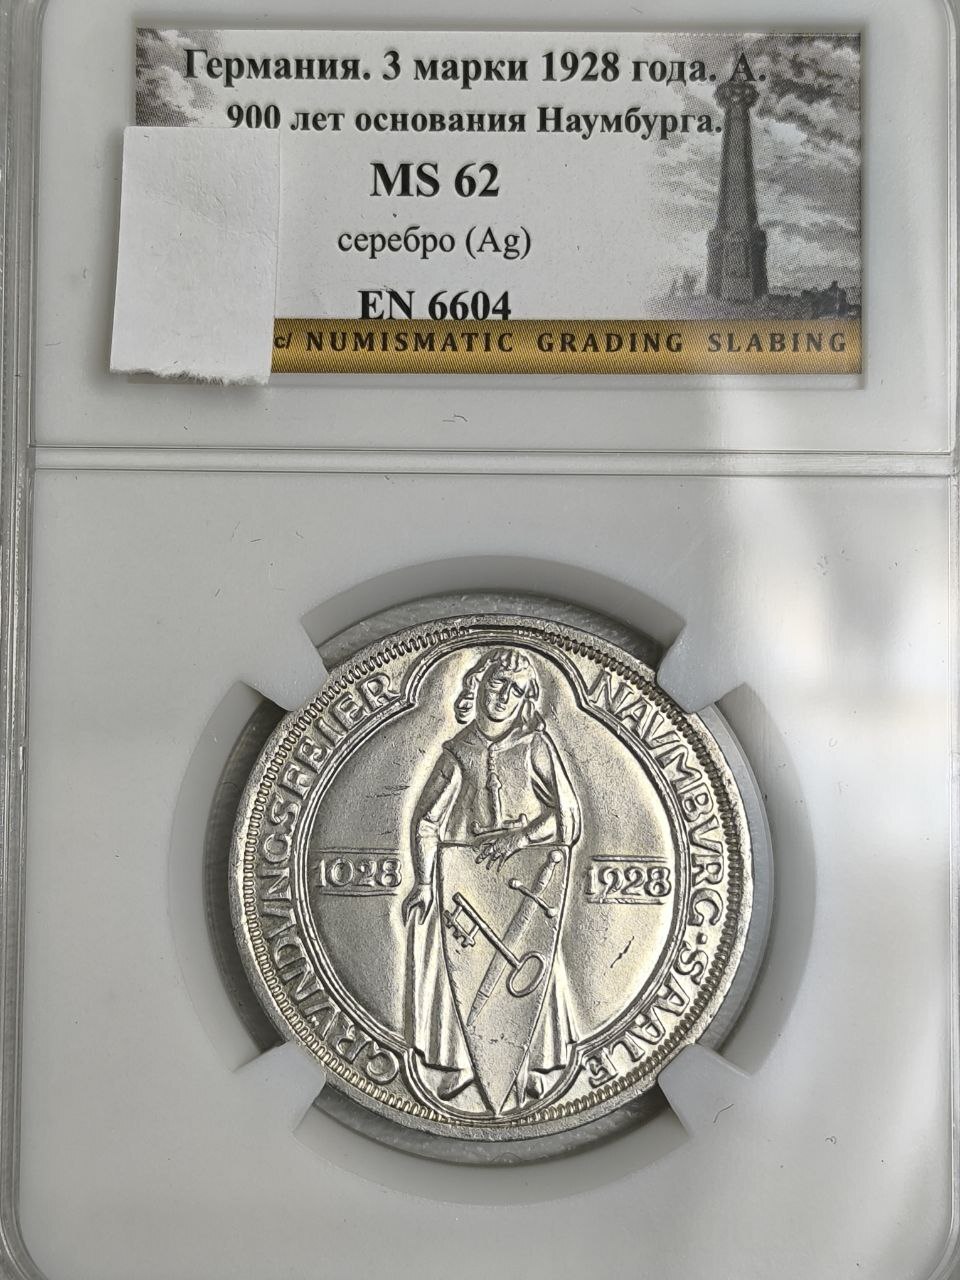 Германия. 3 марки 1928 года. А.
900 лет основания Наумбурга.
MS 62
серебро (Ag)
EN 6604
c/ NUMISMATIC GRADING SLABING
GRVNDVNGSFEIER NAVMBVRG·SAALE
1028 1928